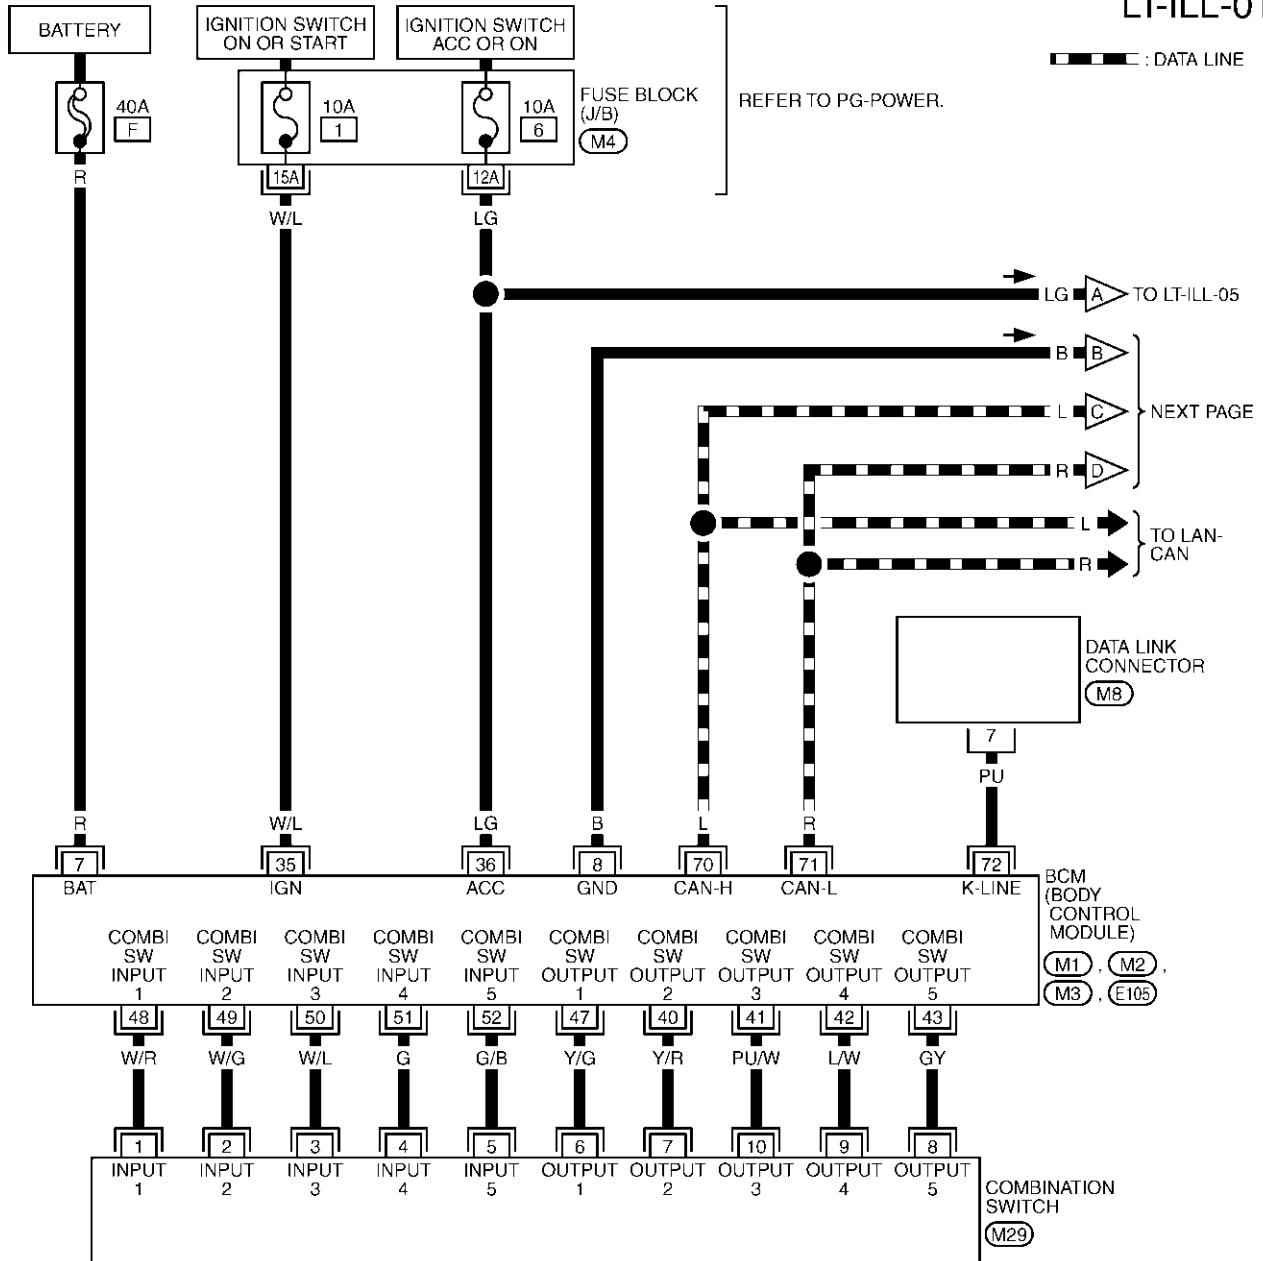 LT-ILL-01
BATTERY
IGNITION SWITCH
ON OR START
IGNITION SWITCH
ACC OR ON
: DATA LINE
40A
F
10A
1
10A
6
FUSE BLOCK
(J/B)
M4
REFER TO PG-POWER.
R
15A
12A
W/L
LG
LG
A
TO LT-ILL-05
B
B
L
C
NEXT PAGE
R
D
L
R
TO LAN-
CAN
DATA LINK
CONNECTOR
M8
7
PU
R
W/L
LG
B
L
R
7
35
36
8
70
71
72
BAT
IGN
ACC
GND
CAN-H
CAN-L
K-LINE
BCM
(BODY
CONTROL
MODULE)
M1 , M2 ,
M3 , E105
COMBI
SW
INPUT
1
COMBI
SW
INPUT
2
COMBI
SW
INPUT
3
COMBI
SW
INPUT
4
COMBI
SW
INPUT
5
COMBI
SW
OUTPUT
1
COMBI
SW
OUTPUT
2
COMBI
SW
OUTPUT
3
COMBI
SW
OUTPUT
4
COMBI
SW
OUTPUT
5
48
49
50
51
52
47
40
41
42
43
W/R
W/G
W/L
G
G/B
Y/G
Y/R
PU/W
L/W
GY
1
2
3
4
5
6
7
10
9
8
INPUT
1
INPUT
2
INPUT
3
INPUT
4
INPUT
5
OUTPUT
1
OUTPUT
2
OUTPUT
3
OUTPUT
4
OUTPUT
5
COMBINATION
SWITCH
M29